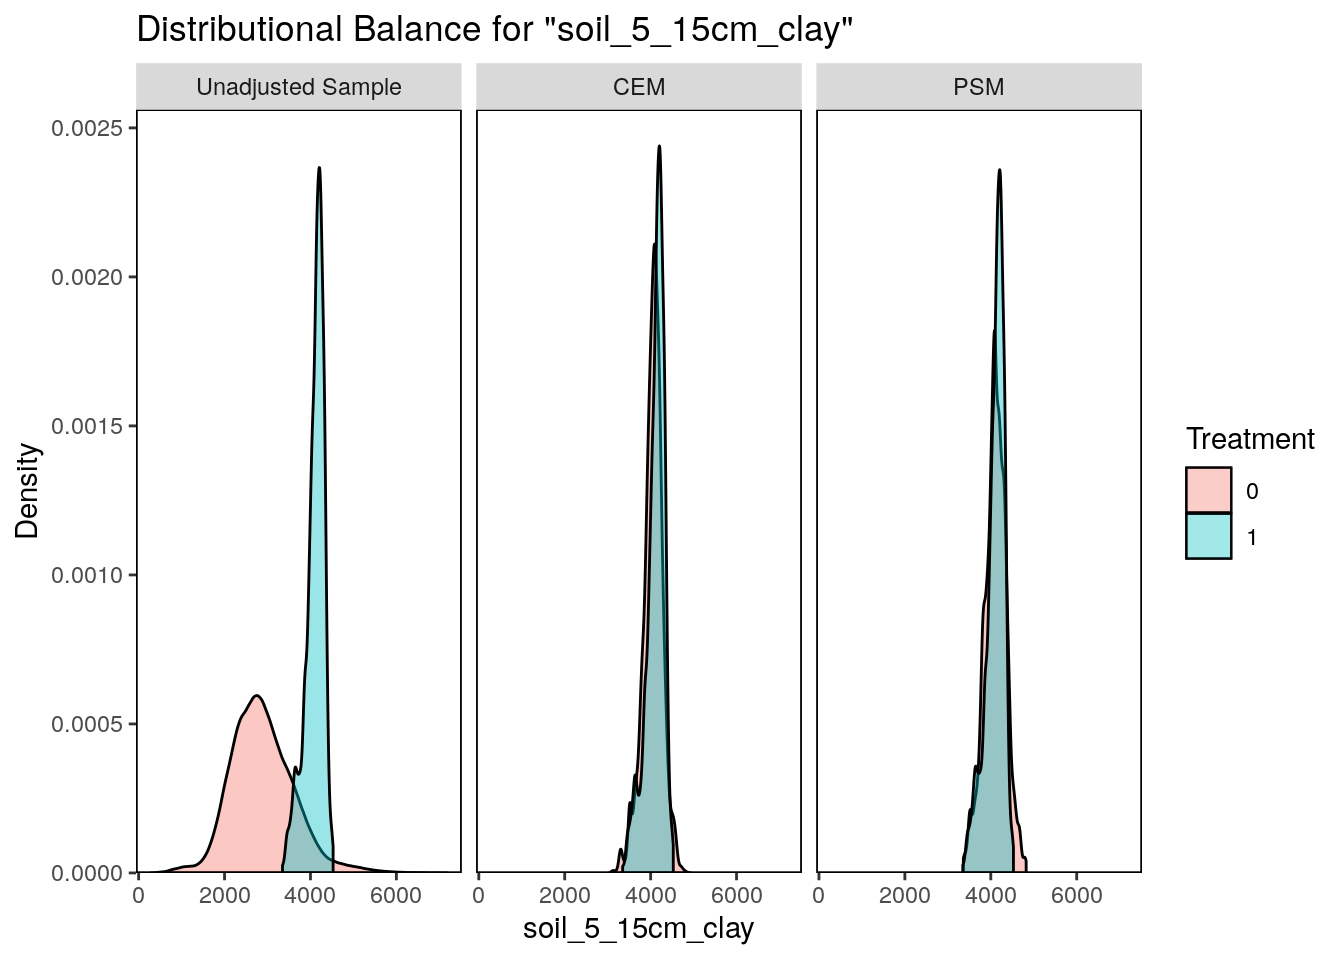 Distributional Balance for "soil_5_15cm_clay"
Unadjusted Sample
CEM
PSM
Density
0.0025
0.0020
0.0015
0.0010
0.0005
0.0000
0 2000 4000 6000
0 2000 4000 6000
0 2000 4000 6000
soil_5_15cm_clay
Treatment
0
1